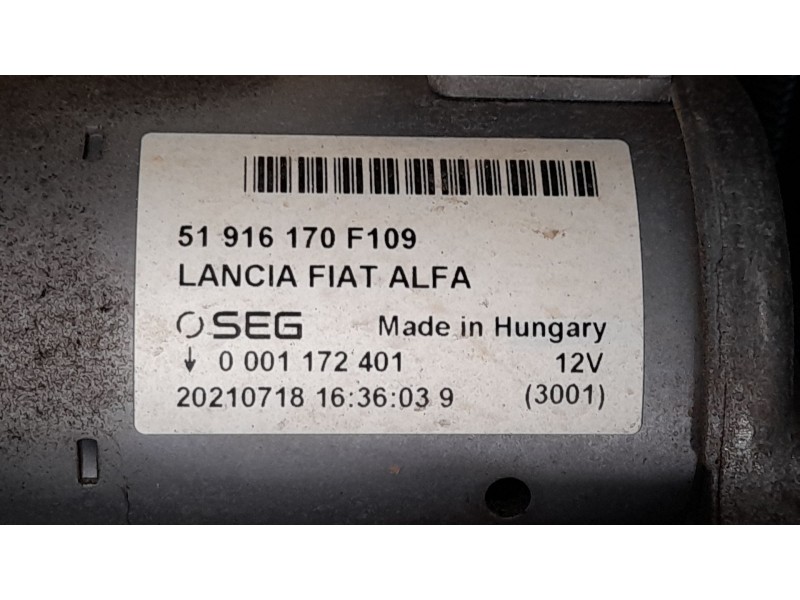 51 916 170 F109
LANCIA FIAT ALFA
SEG Made in Hungary
↓ 0 001 172 401 12V
20210718 16:36:03 9 (3001)